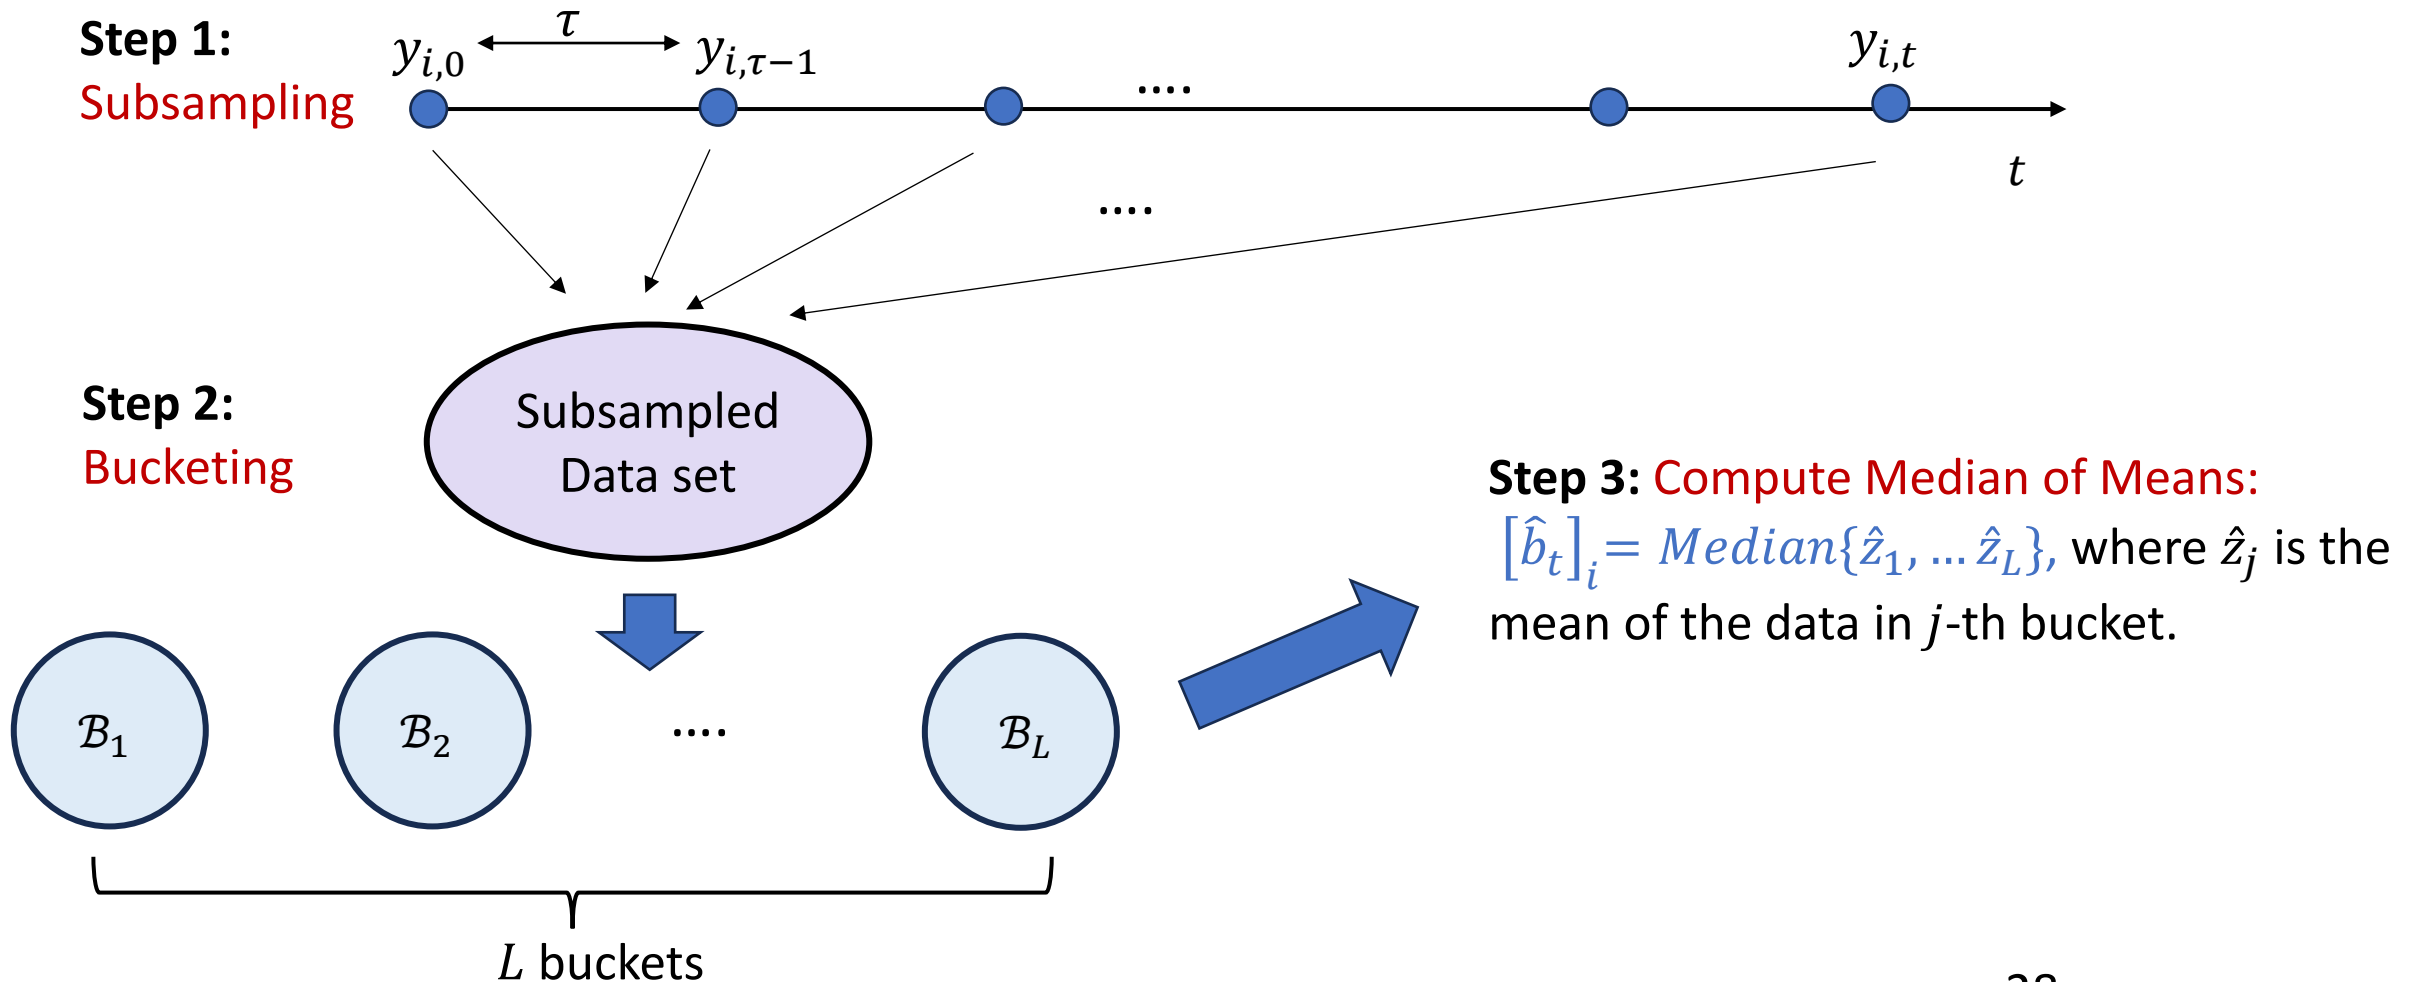 Step 1:
Subsampling
τ
y_{i,0}
y_{i,τ−1}
....
y_{i,t}
t
....
Step 2:
Bucketing
Subsampled
Data set
ℬ_1
ℬ_2
....
ℬ_L
L buckets
Step 3: Compute Median of Means:
[b̂_t]_i = Median{ẑ_1, … ẑ_L}, where ẑ_j is the
mean of the data in j-th bucket.